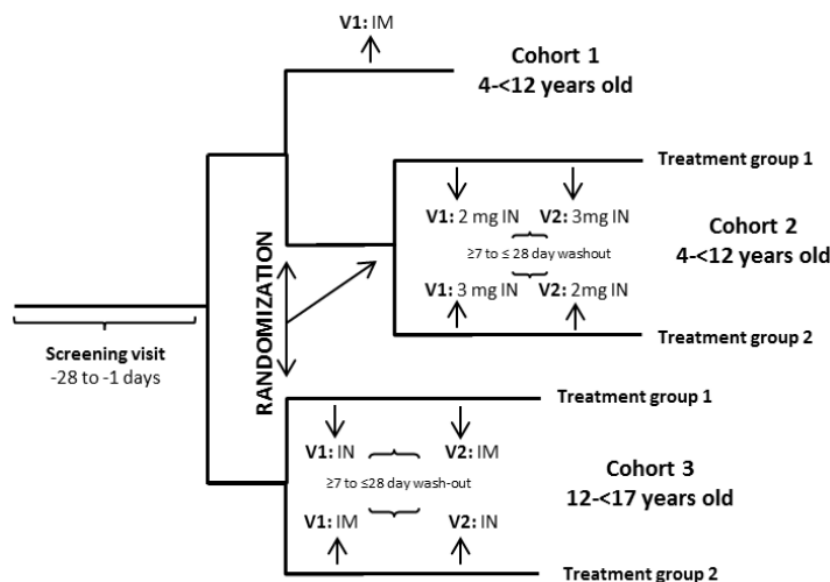 V1: IM
Cohort 1
4-<12 years old
Treatment group 1
V1: 2 mg IN V2: 3mg IN
≥7 to ≤ 28 day washout
V1: 3 mg IN V2: 2mg IN
Cohort 2
4-<12 years old
Treatment group 2
RANDOMIZATION
Screening visit
-28 to -1 days
Treatment group 1
V1: IN V2: IM
≥7 to ≤28 day wash-out
V1: IM V2: IN
Cohort 3
12-<17 years old
Treatment group 2